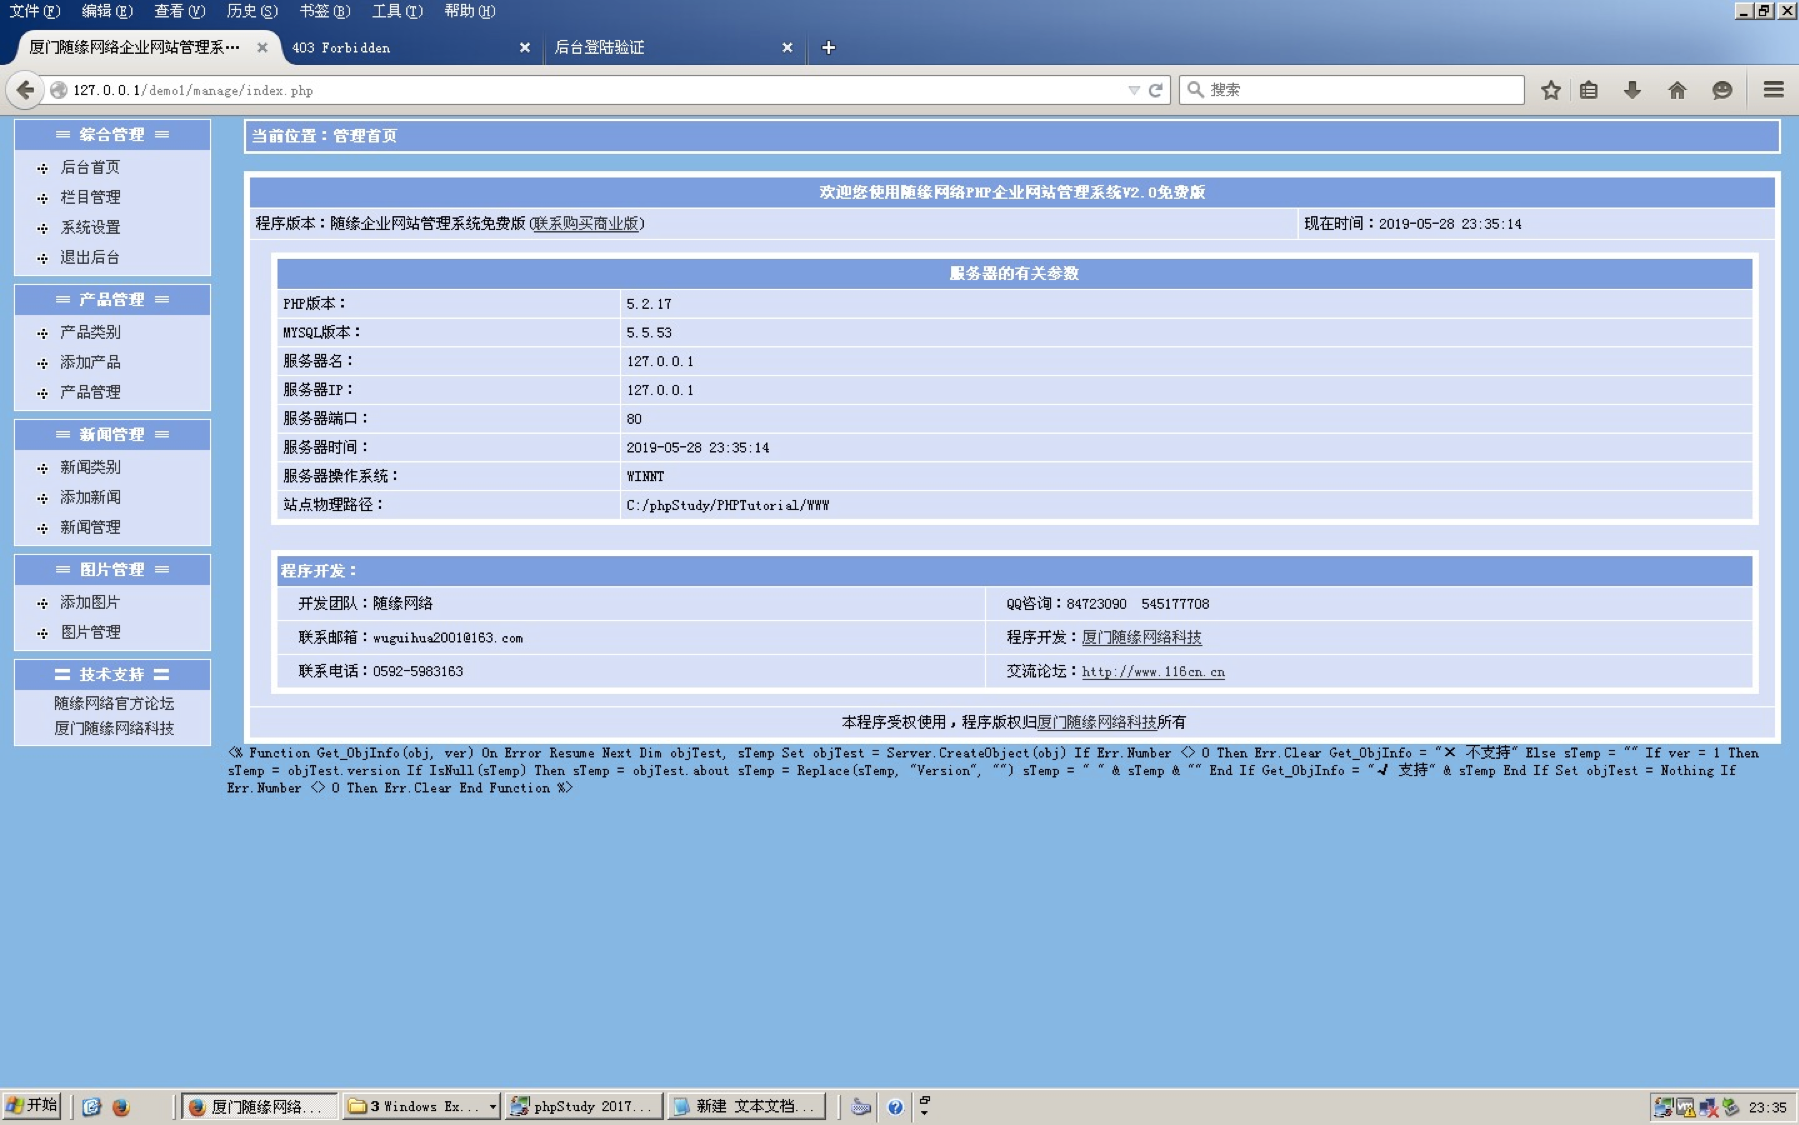 文件(F) 编辑(E) 查看(V) 历史(S) 书签(B) 工具(T) 帮助(H)
厦门随缘网络企业网站管理系… 403 Forbidden 后台登陆验证
127.0.0.1/demo1/manage/index.php 搜索
综合管理
后台首页
栏目管理
系统设置
退出后台
产品管理
产品类别
添加产品
产品管理
新闻管理
新闻类别
添加新闻
新闻管理
图片管理
添加图片
图片管理
技术支持
随缘网络官方论坛
厦门随缘网络科技
当前位置：管理首页
欢迎您使用随缘网络PHP企业网站管理系统V2.0免费版
程序版本：随缘企业网站管理系统免费版(联系购买商业版) 现在时间：2019-05-28 23:35:14
服务器的有关参数
PHP版本： 5.2.17
MYSQL版本： 5.5.53
服务器名： 127.0.0.1
服务器IP： 127.0.0.1
服务器端口： 80
服务器时间： 2019-05-28 23:35:14
服务器操作系统： WINNT
站点物理路径： C:/phpStudy/PHPTutorial/WWW
程序开发：
开发团队：随缘网络 QQ咨询：84723090 545177708
联系邮箱：wuguihua2001@163.com 程序开发：厦门随缘网络科技
联系电话：0592-5983163 交流论坛：http://www.116cn.cn
本程序受权使用，程序版权归厦门随缘网络科技所有
<% Function Get_ObjInfo(obj, ver) On Error Resume Next Dim objTest, sTemp Set objTest = Server.CreateObject(obj) If Err.Number <> 0 Then Err.Clear Get_ObjInfo = "× 不支持" Else sTemp = "" If ver = 1 Then
sTemp = objTest.version If IsNull(sTemp) Then sTemp = objTest.about sTemp = Replace(sTemp, "Version", "") sTemp = " " & sTemp & "" End If Get_ObjInfo = "√ 支持" & sTemp End If Set objTest = Nothing If
Err.Number <> 0 Then Err.Clear End Function %>
开始 厦门随缘网络... 3 Windows Ex... phpStudy 2017... 新建 文本文档... 23:35